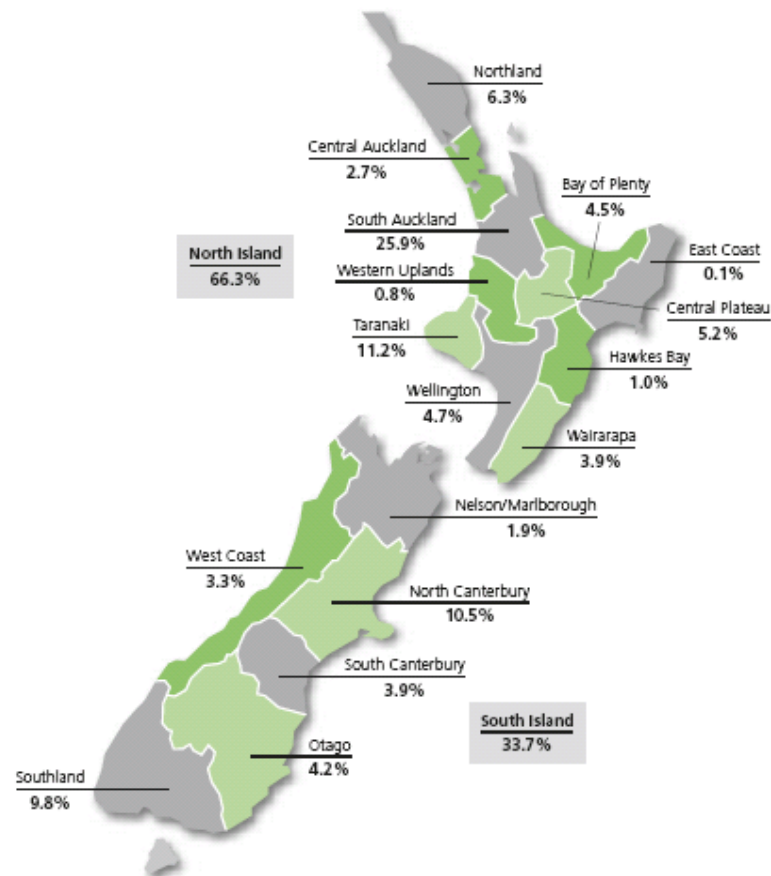 Northland
6.3%
Central Auckland
2.7%
Bay of Plenty
4.5%
South Auckland
25.9%
East Coast
0.1%
North Island
66.3%
Western Uplands
0.8%
Central Plateau
5.2%
Taranaki
11.2%
Hawkes Bay
1.0%
Wellington
4.7%
Wairarapa
3.9%
Nelson/Marlborough
1.9%
West Coast
3.3%
North Canterbury
10.5%
South Canterbury
3.9%
South Island
33.7%
Otago
4.2%
Southland
9.8%